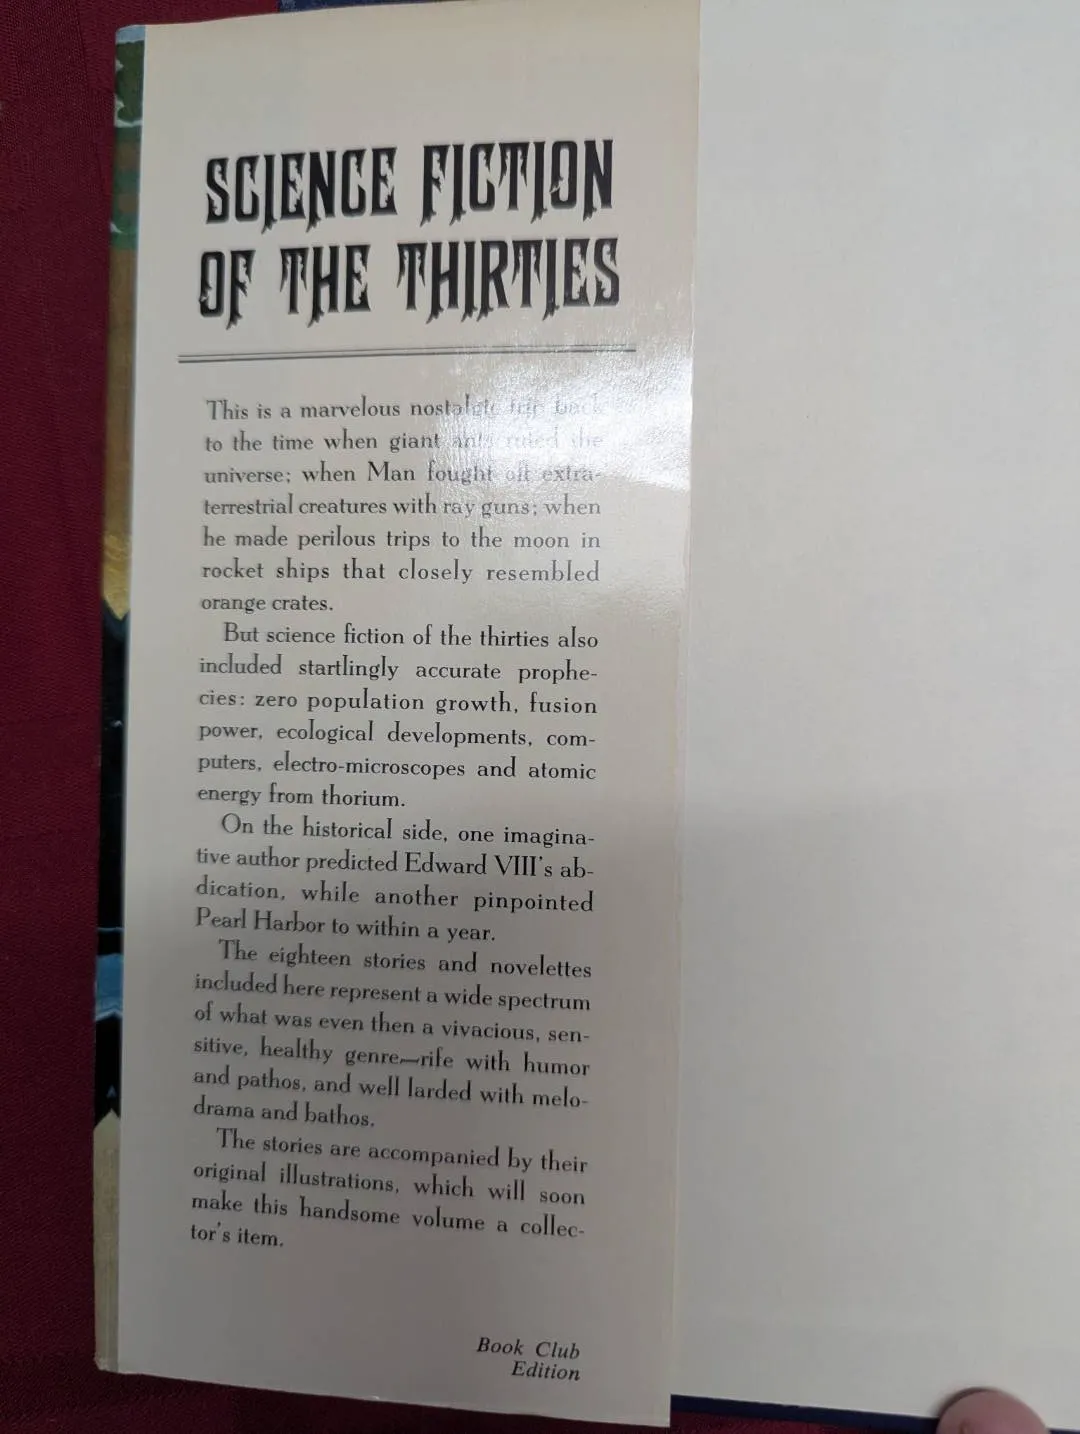 SCIENCE FICTION
OF THE THIRTIES
This is a marvelous nostalgic trip back
to the time when giant ants ruled the
universe; when Man fought off extra-
terrestrial creatures with ray guns; when
he made perilous trips to the moon in
rocket ships that closely resembled
orange crates.
But science fiction of the thirties also
included startlingly accurate prophe-
cies: zero population growth, fusion
power, ecological developments, com-
puters, electro-microscopes and atomic
energy from thorium.
On the historical side, one imagina-
tive author predicted Edward VIII's ab-
dication, while another pinpointed
Pearl Harbor to within a year.
The eighteen stories and novelettes
included here represent a wide spectrum
of what was even then a vivacious, sen-
sitive, healthy genre—rife with humor
and pathos, and well larded with melo-
drama and bathos.
The stories are accompanied by their
original illustrations, which will soon
make this handsome volume a collec-
tor's item.
Book Club
Edition